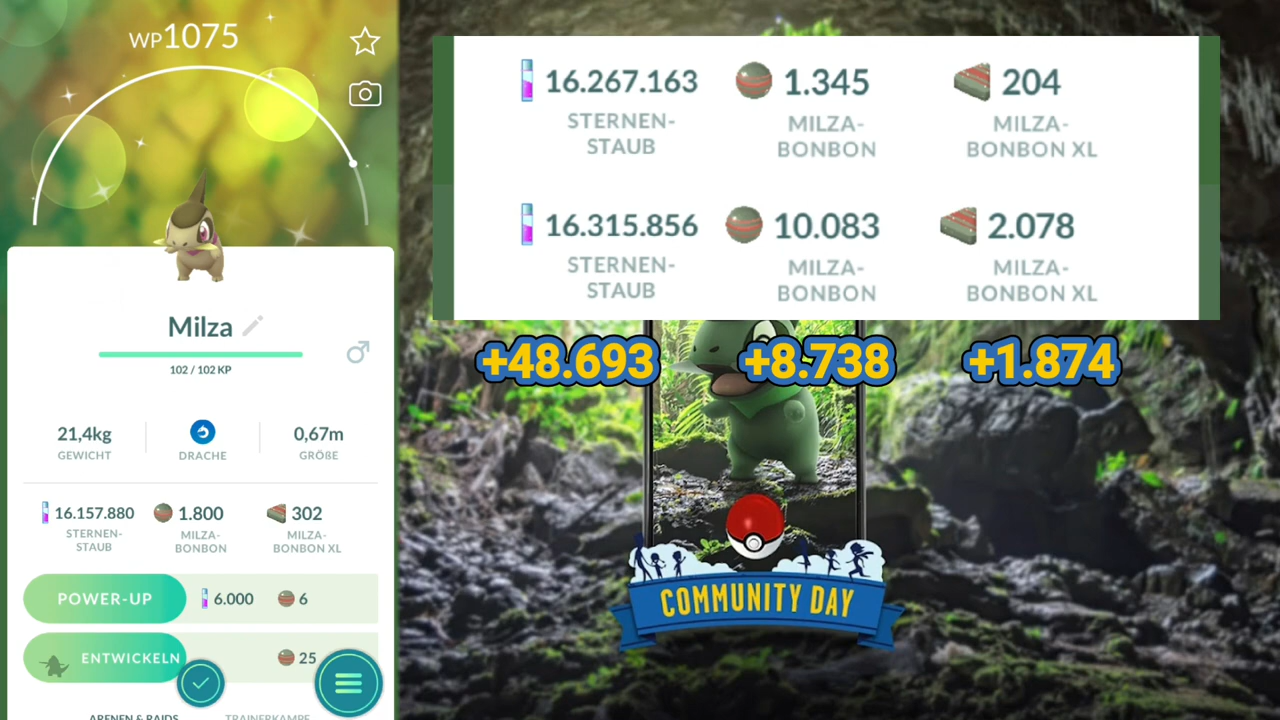 WP1075
Milza
102 / 102 KP
21,4kg
GEWICHT
DRACHE
0,67m
GRÖßE
16.157.880
STERNEN-
STAUB
1.800
MILZA-
BONBON
302
MILZA-
BONBON XL
POWER-UP
6.000
6
ENTWICKELN
25
ARENEN & RAIDS
TRAINERKÄMPFE
16.267.163
STERNEN-
STAUB
1.345
MILZA-
BONBON
204
MILZA-
BONBON XL
16.315.856
STERNEN-
STAUB
10.083
MILZA-
BONBON
2.078
MILZA-
BONBON XL
+48.693
+8.738
+1.874
COMMUNITY DAY